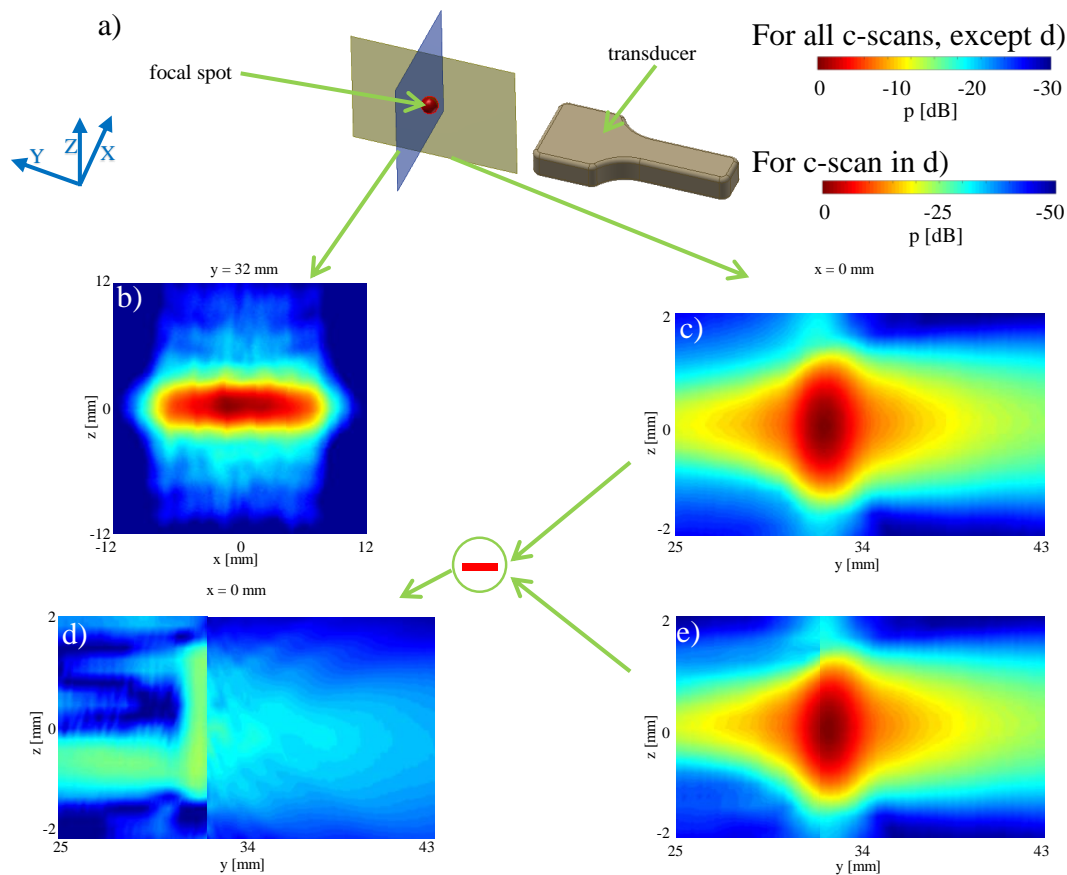 a)
focal spot
transducer
Z
Y
X
For all c-scans, except d)
0 -10 -20 -30
p [dB]
For c-scan in d)
0 -25 -50
p [dB]
y = 32 mm
x = 0 mm
b)
12
0
-12
z [mm]
-12 0 12
x [mm]
c)
2
0
-2
z [mm]
25 34 43
y [mm]
x = 0 mm
d)
2
0
-2
z [mm]
25 34 43
y [mm]
e)
2
0
-2
z [mm]
25 34 43
y [mm]